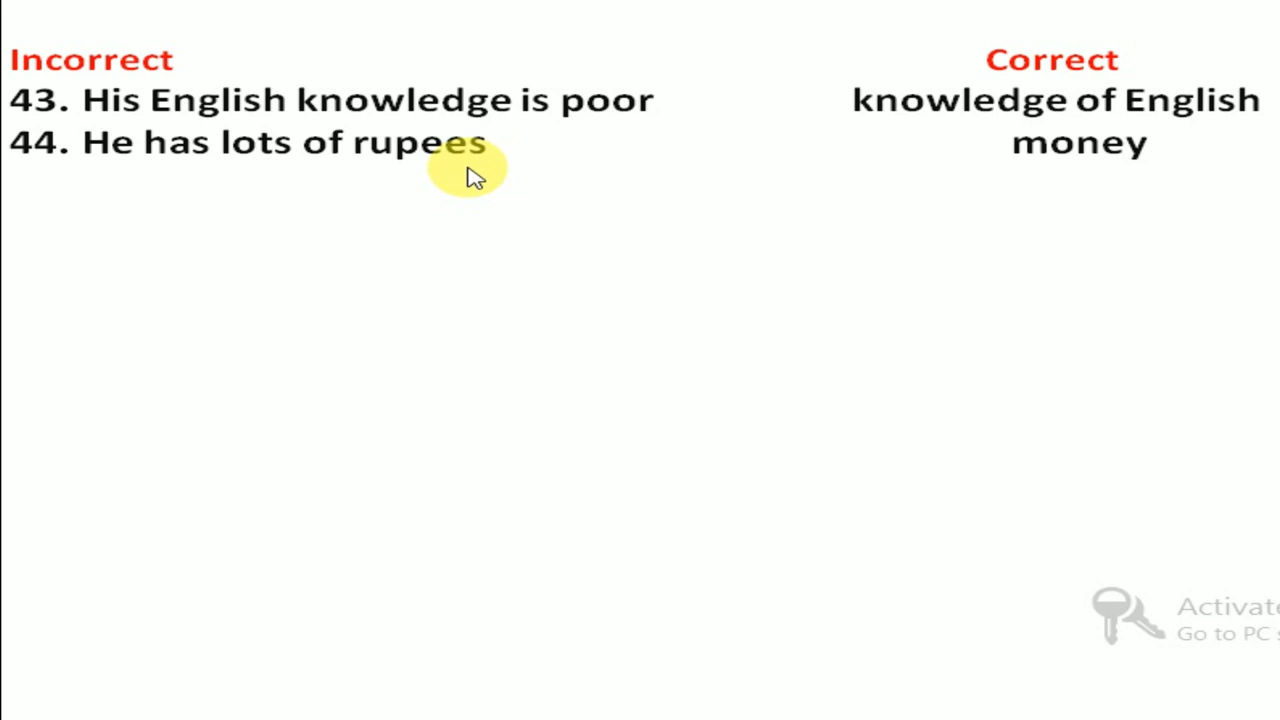 Incorrect Correct
43. His English knowledge is poor knowledge of English
44. He has lots of rupees money
Activate
Go to PC s